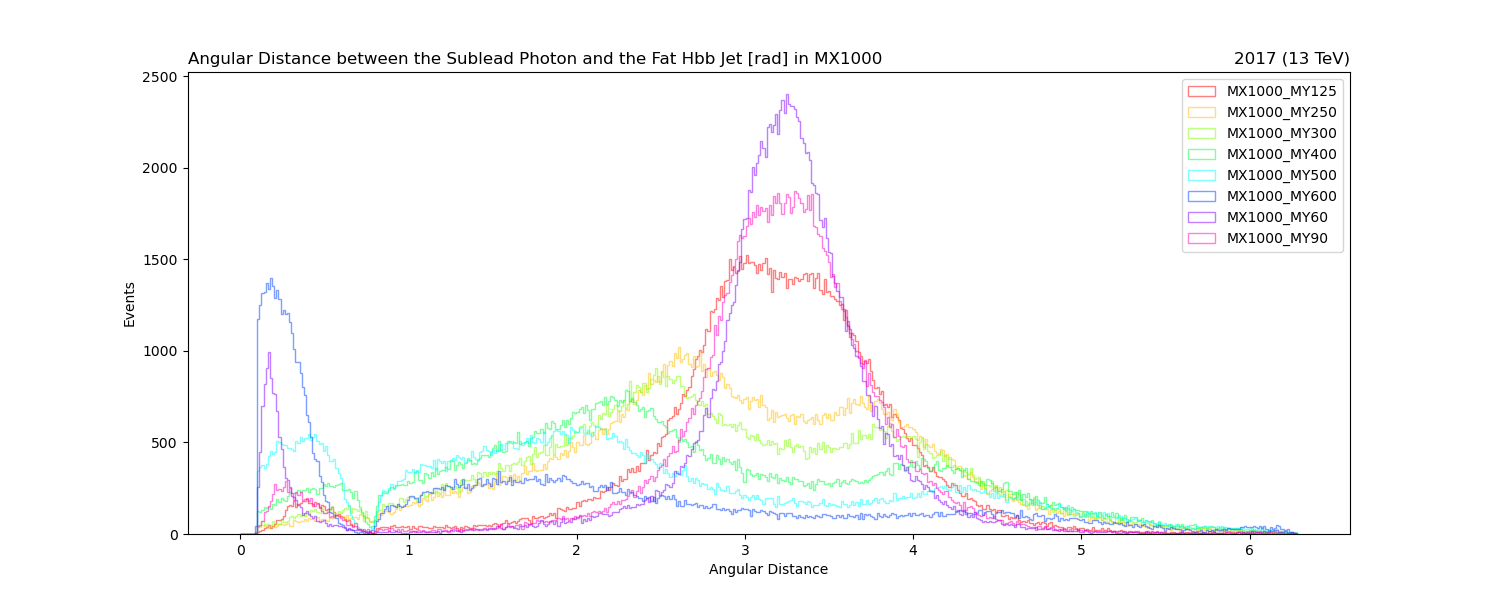 Angular Distance between the Sublead Photon and the Fat Hbb Jet [rad] in MX1000 2017 (13 TeV)
2500
2000
1500
1000
500
0
Events
MX1000_MY125
MX1000_MY250
MX1000_MY300
MX1000_MY400
MX1000_MY500
MX1000_MY600
MX1000_MY60
MX1000_MY90
0 1 2 3 4 5 6
Angular Distance